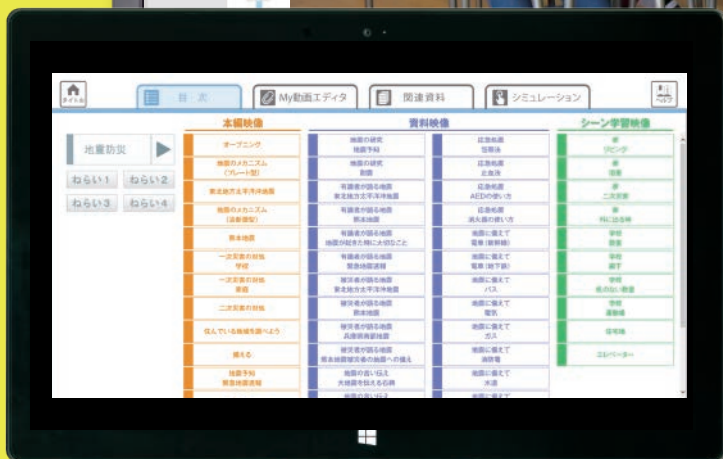 タイトル
目次
My動画エディタ
関連資料
シミュレーション
ヘルプ
地震防災
ねらい1
ねらい2
ねらい3
ねらい4
本編映像
オープニング
地震のメカニズム
(プレート型)
東北地方太平洋沖地震
地震のメカニズム
(活断層型)
熊本地震
一次災害の対処
学校
一次災害の対処
家庭
二次災害の対処
住んでいる地域を調べよう
備える
地震予知
緊急地震速報
資料映像
地震の研究
地震予知
地震の研究
耐震
有識者が語る地震
東北地方太平洋沖地震
有識者が語る地震
熊本地震
有識者が語る地震
地震が起きた時に大切なこと
有識者が語る地震
緊急地震速報
被災者が語る地震
東北地方太平洋沖地震
被災者が語る地震
熊本地震
被災者が語る地震
兵庫県南部地震
被災者が語る地震
熊本地震被災者の地震への備え
地震の言い伝え
大地震を伝える石碑
地震の言い伝え
応急処置
包帯法
応急処置
止血法
応急処置
AEDの使い方
応急処置
消火器の使い方
地震に備えて
電車(新幹線)
地震に備えて
電車(地下鉄)
地震に備えて
バス
地震に備えて
電気
地震に備えて
ガス
地震に備えて
消防署
地震に備えて
水道
地震に備えて
シーン学習映像
家
リビング
家
家
二次災害
家
外に出る時
学校
教室
学校
廊下
学校
机のない教室
学校
運動場
住宅地
エレベーター